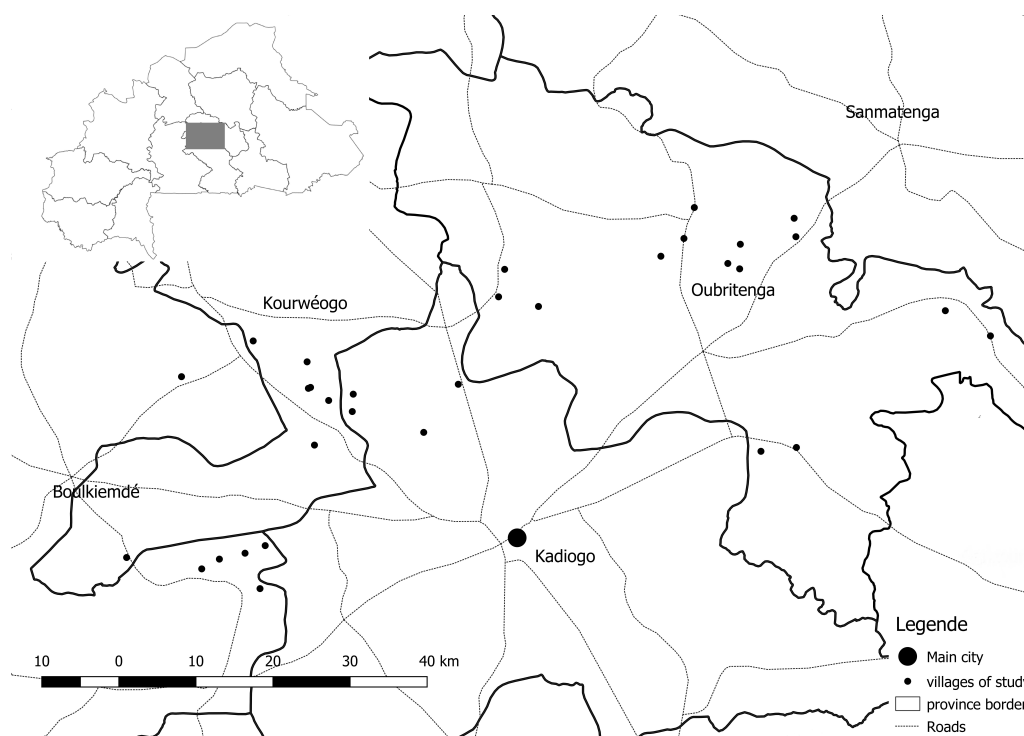 Sanmatenga
Oubritenga
Kourwéogo
Boulkiemdé
Kadiogo
10 0 10 20 30 40 km
Legende
Main city
villages of study
province border
Roads